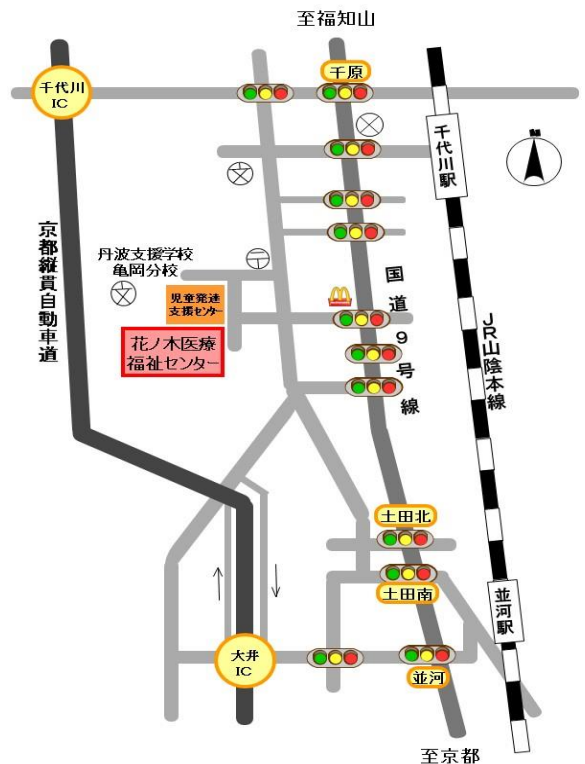 至福知山
千代川
IC
千原
千代川駅
京都縦貫自動車道
丹波支援学校
亀岡分校
児童発達
支援センター
花ノ木医療
福祉センター
国道9号線
JR山陰本線
土田北
土田南
並河駅
大井
IC
並河
至京都